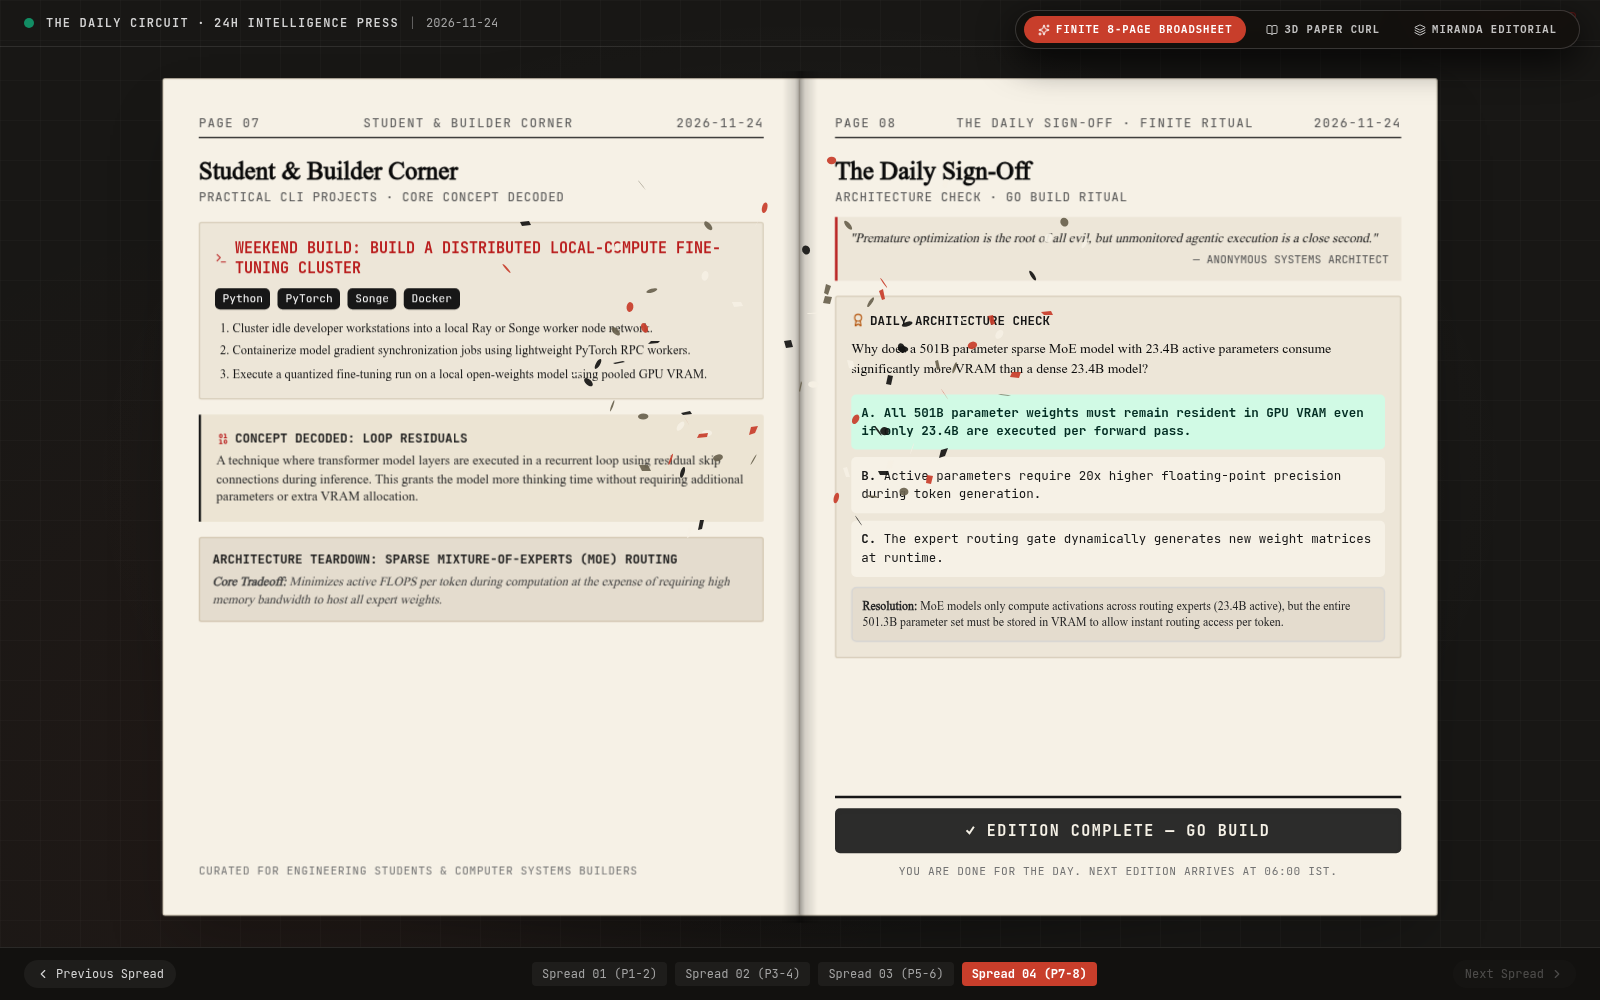 THE DAILY CIRCUIT · 24H INTELLIGENCE PRESS | 2026-11-24
FINITE 8-PAGE BROADSHEET
3D PAPER CURL
MIRANDA EDITORIAL
PAGE 07
STUDENT & BUILDER CORNER
2026-11-24
Student & Builder Corner
PRACTICAL CLI PROJECTS · CORE CONCEPT DECODED
WEEKEND BUILD: BUILD A DISTRIBUTED LOCAL-COMPUTE FINE-
TUNING CLUSTER
Python
PyTorch
Songe
Docker
1. Cluster idle developer workstations into a local Ray or Songe worker node network.
2. Containerize model gradient synchronization jobs using lightweight PyTorch RPC workers.
3. Execute a quantized fine-tuning run on a local open-weights model using pooled GPU VRAM.
CONCEPT DECODED: LOOP RESIDUALS
A technique where transformer model layers are executed in a recurrent loop using residual skip
connections during inference. This grants the model more thinking time without requiring additional
parameters or extra VRAM allocation.
ARCHITECTURE TEARDOWN: SPARSE MIXTURE-OF-EXPERTS (MOE) ROUTING
Core Tradeoff: Minimizes active FLOPS per token during computation at the expense of requiring high
memory bandwidth to host all expert weights.
CURATED FOR ENGINEERING STUDENTS & COMPUTER SYSTEMS BUILDERS
PAGE 08
THE DAILY SIGN-OFF · FINITE RITUAL
2026-11-24
The Daily Sign-Off
ARCHITECTURE CHECK · GO BUILD RITUAL
"Premature optimization is the root of all evil, but unmonitored agentic execution is a close second."
— ANONYMOUS SYSTEMS ARCHITECT
DAILY ARCHITECTURE CHECK
Why does a 501B parameter sparse MoE model with 23.4B active parameters consume
significantly more VRAM than a dense 23.4B model?
A. All 501B parameter weights must remain resident in GPU VRAM even
if only 23.4B are executed per forward pass.
B. Active parameters require 20x higher floating-point precision
during token generation.
C. The expert routing gate dynamically generates new weight matrices
at runtime.
Resolution: MoE models only compute activations across routing experts (23.4B active), but the entire
501.3B parameter set must be stored in VRAM to allow instant routing access per token.
✓ EDITION COMPLETE — GO BUILD
YOU ARE DONE FOR THE DAY. NEXT EDITION ARRIVES AT 06:00 IST.
Previous Spread
Spread 01 (P1-2)
Spread 02 (P3-4)
Spread 03 (P5-6)
Spread 04 (P7-8)
Next Spread